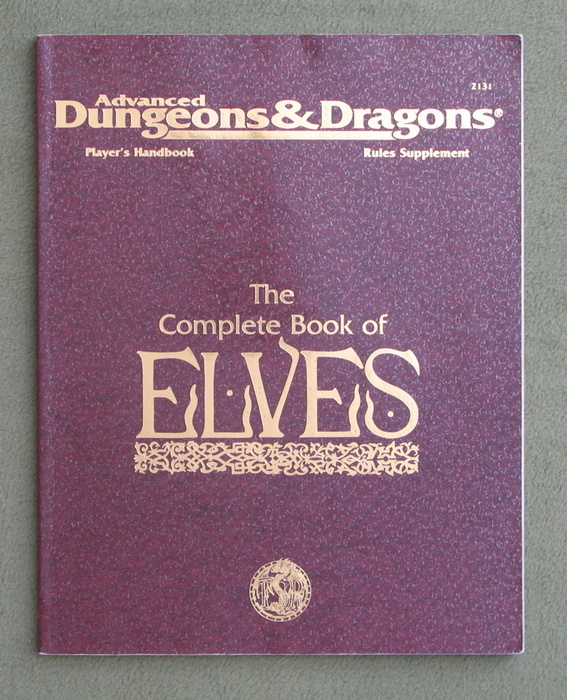 2131
Advanced
Dungeons & Dragons®
Player's Handbook
Rules Supplement
The
Complete Book of
ELVES